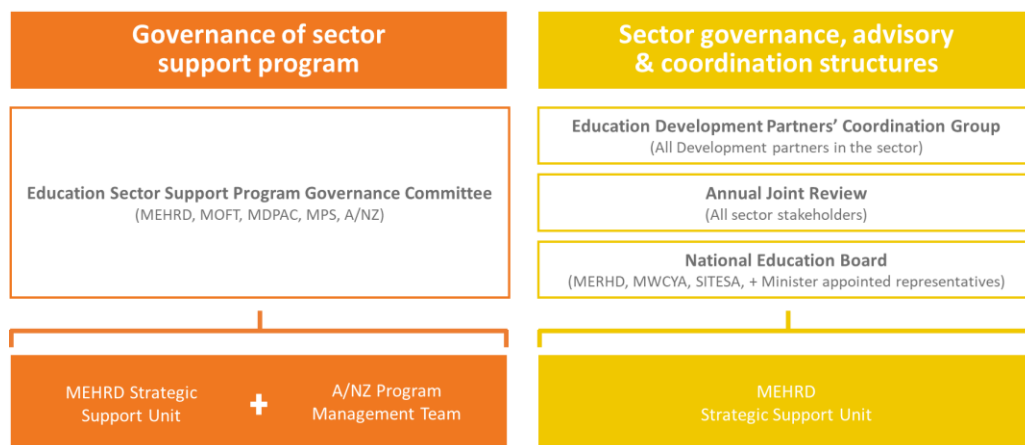 Governance of sector
support program
Education Sector Support Program Governance Committee
(MEHRD, MOFT, MDPAC, MPS, A/NZ)
MEHRD Strategic
Support Unit
+
A/NZ Program
Management Team
Sector governance, advisory
& coordination structures
Education Development Partners’ Coordination Group
(All Development partners in the sector)
Annual Joint Review
(All sector stakeholders)
National Education Board
(MERHD, MWCYA, SITESA, + Minister appointed representatives)
MEHRD
Strategic Support Unit